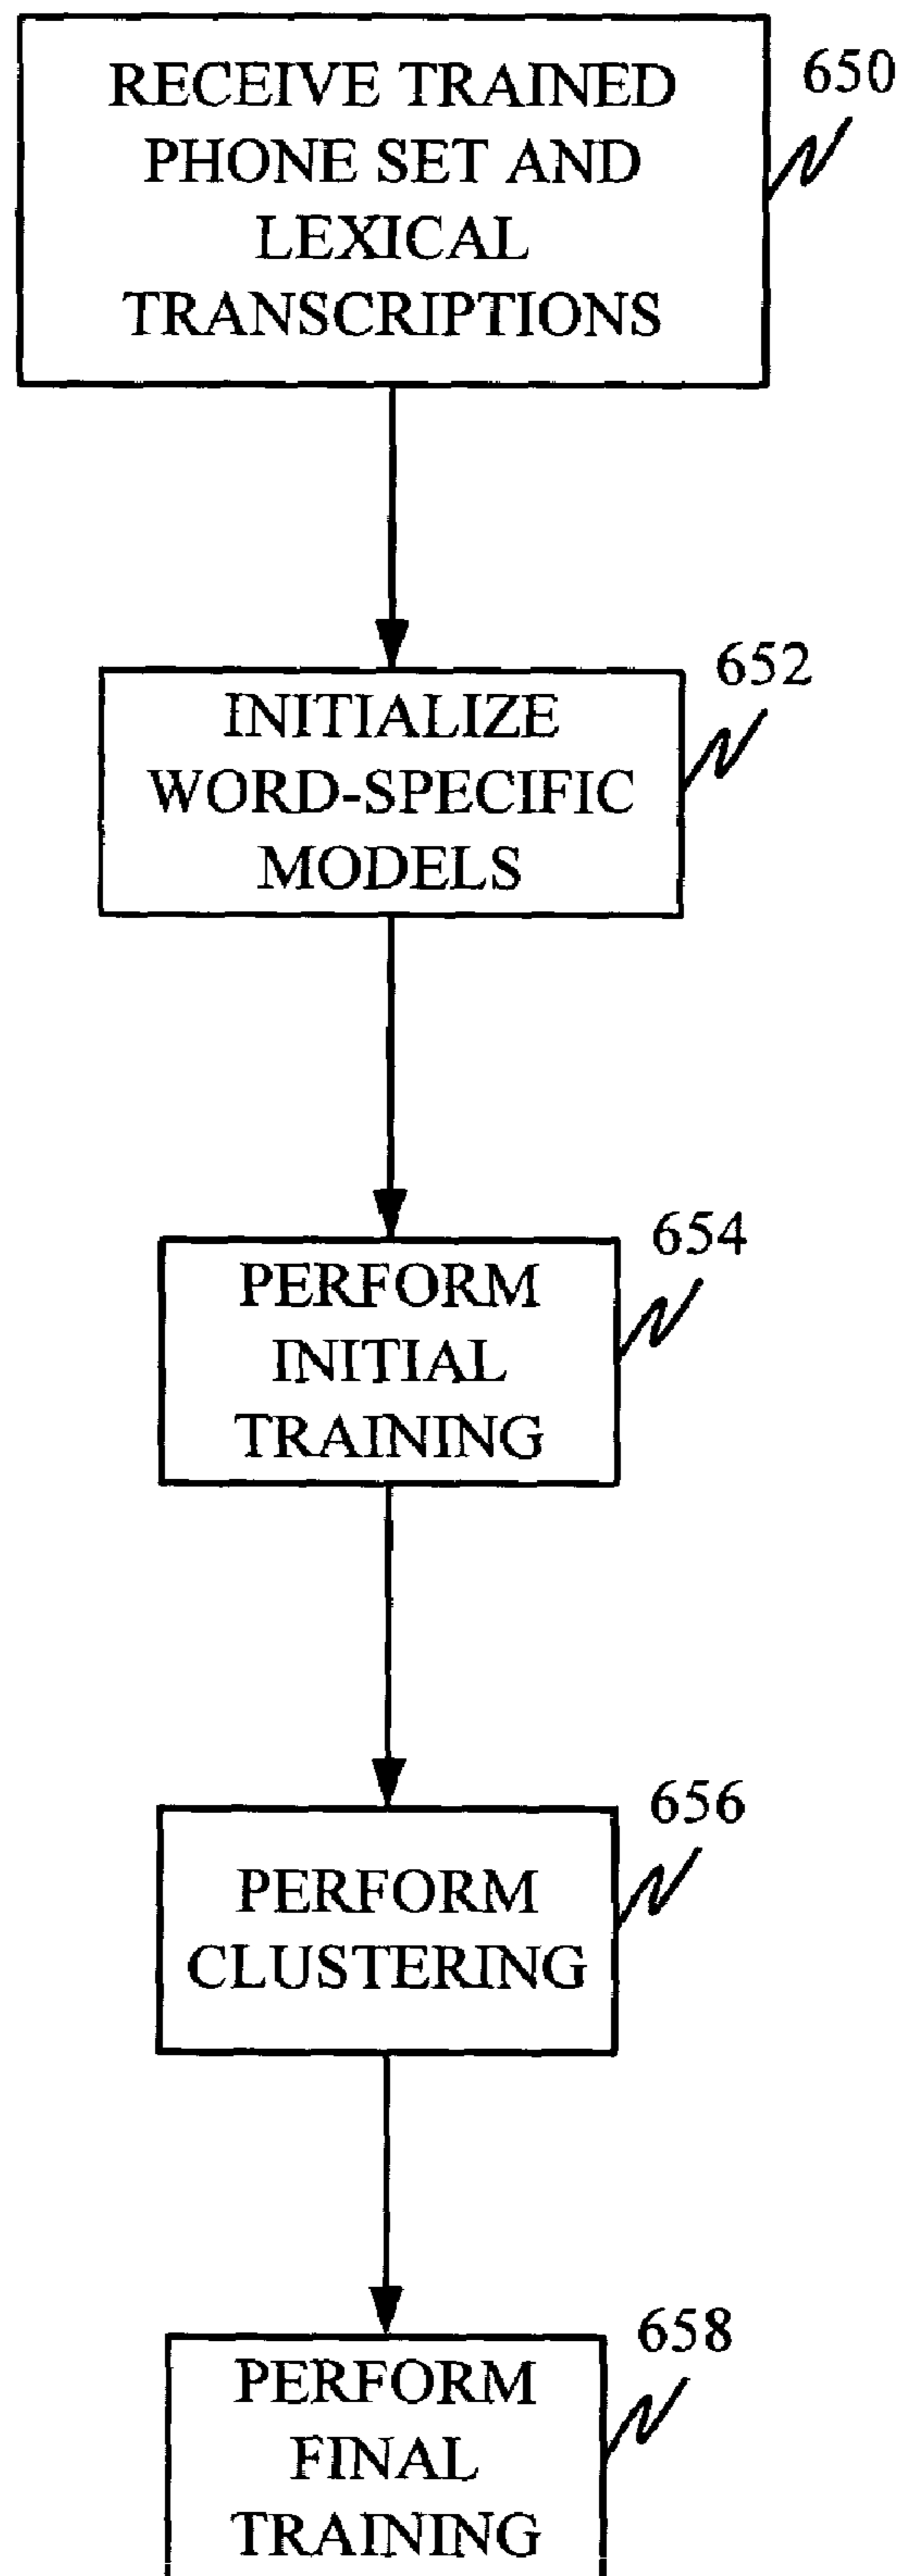 RECEIVE TRAINED
PHONE SET AND
LEXICAL
TRANSCRIPTIONS
650
INITIALIZE
WORD-SPECIFIC
MODELS
652
PERFORM
INITIAL
TRAINING
654
PERFORM
CLUSTERING
656
PERFORM
FINAL
TRAINING
658